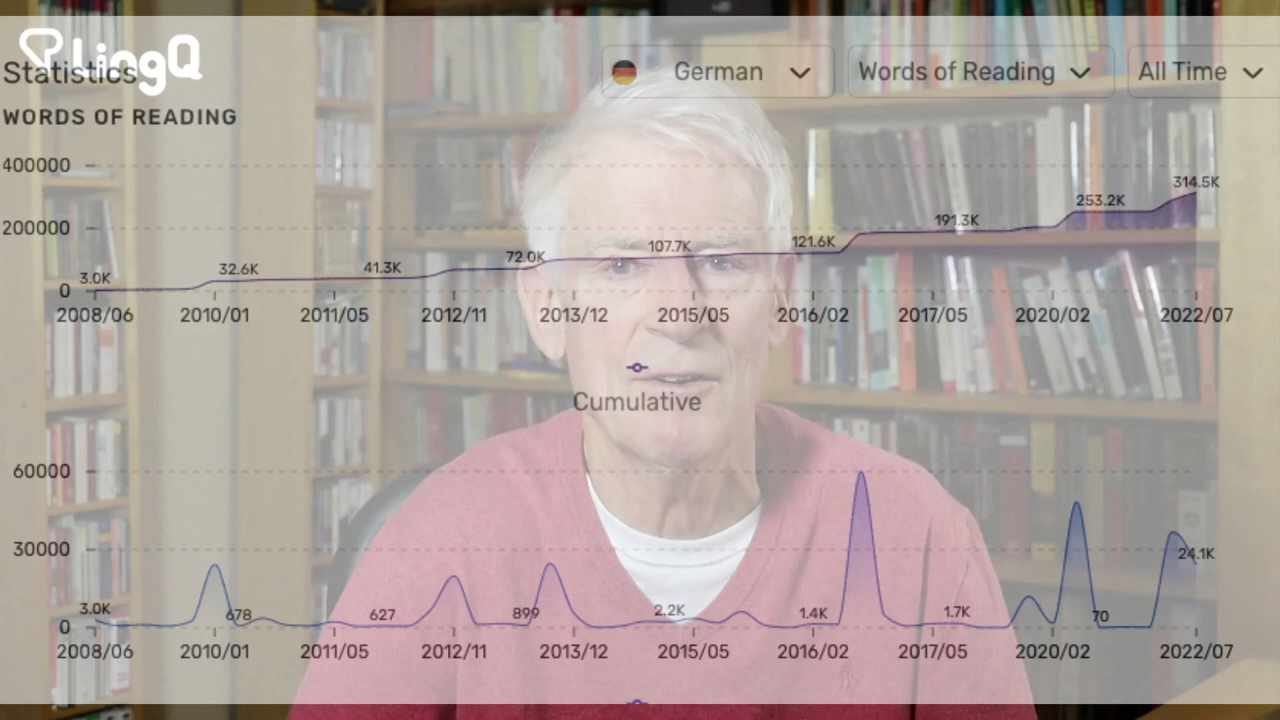 LingQ
Statistics
German
Words of Reading
All Time
WORDS OF READING
400000
200000
0
3.0K
32.6K
41.3K
72.0K
107.7K
121.6K
191.3K
253.2K
314.5K
2008/06
2010/01
2011/05
2012/11
2013/12
2015/05
2016/02
2017/05
2020/02
2022/07
Cumulative
60000
30000
0
3.0K
678
627
899
2.2K
1.4K
1.7K
70
24.1K
2008/06
2010/01
2011/05
2012/11
2013/12
2015/05
2016/02
2017/05
2020/02
2022/07